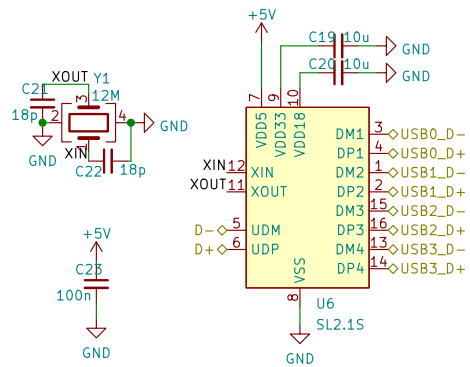 +5V
C19 10u
GND
C20 10u
GND
XOUT
Y1
C21
12M
18p
3
2
4
GND
GND
XIN
1
C22
18p
7
9
10
VDD5
VDD33
VDD18
DM1
3
USB0_D-
DP1
4
USB0_D+
XIN
12
XIN
DM2
1
USB1_D-
XOUT
11
XOUT
DP2
2
USB1_D+
DM3
15
USB2_D-
D-
5
UDM
DP3
16
USB2_D+
D+
6
UDP
DM4
13
USB3_D-
DP4
14
USB3_D+
VSS
8
U6
SL2.1S
GND
+5V
C23
100n
GND